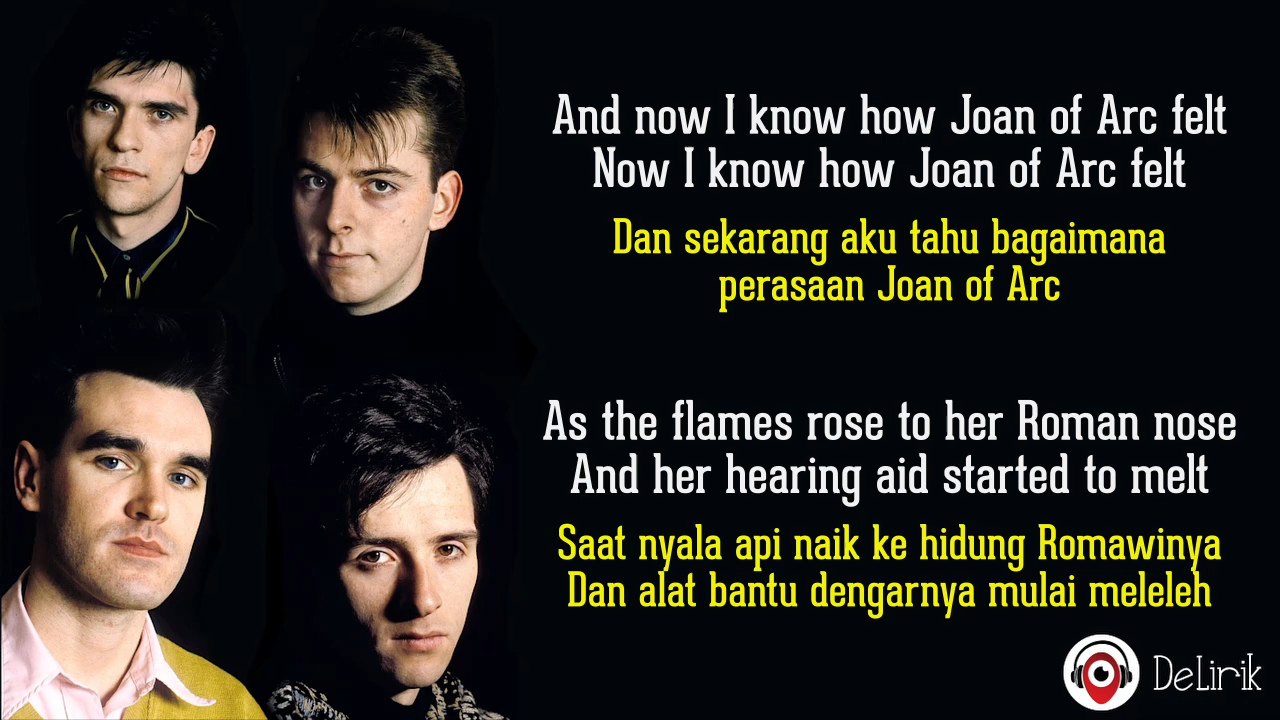 And now I know how Joan of Arc felt
Now I know how Joan of Arc felt
Dan sekarang aku tahu bagaimana
perasaan Joan of Arc
As the flames rose to her Roman nose
And her hearing aid started to melt
Saat nyala api naik ke hidung Romawinya
Dan alat bantu dengarnya mulai meleleh
DeLirik